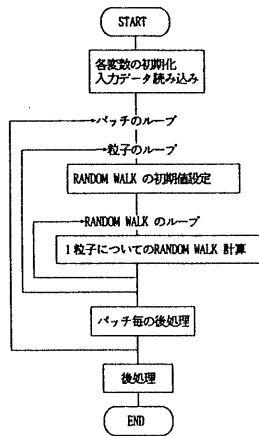 START
各変数の初期化
入力データ読み込み
バッチのループ
粒子のループ
RANDOM WALK の初期値設定
RANDOM WALK のループ
1粒子についてのRANDOM WALK 計算
バッチ毎の後処理
後処理
END